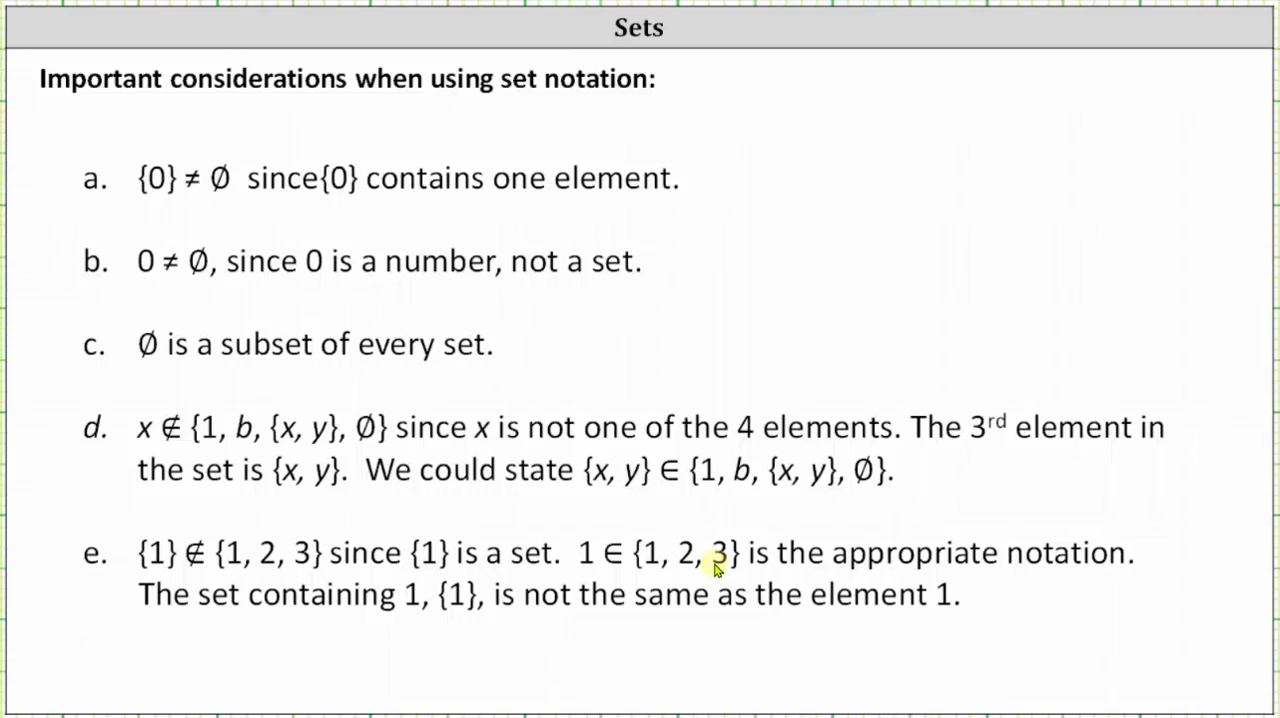 Sets
Important considerations when using set notation:
a. {0} ≠ ∅ since{0} contains one element.
b. 0 ≠ ∅, since 0 is a number, not a set.
c. ∅ is a subset of every set.
d. x ∉ {1, b, {x, y}, ∅} since x is not one of the 4 elements. The 3rd element in
the set is {x, y}. We could state {x, y} ∈ {1, b, {x, y}, ∅}.
e. {1} ∉ {1, 2, 3} since {1} is a set. 1 ∈ {1, 2, 3} is the appropriate notation.
The set containing 1, {1}, is not the same as the element 1.